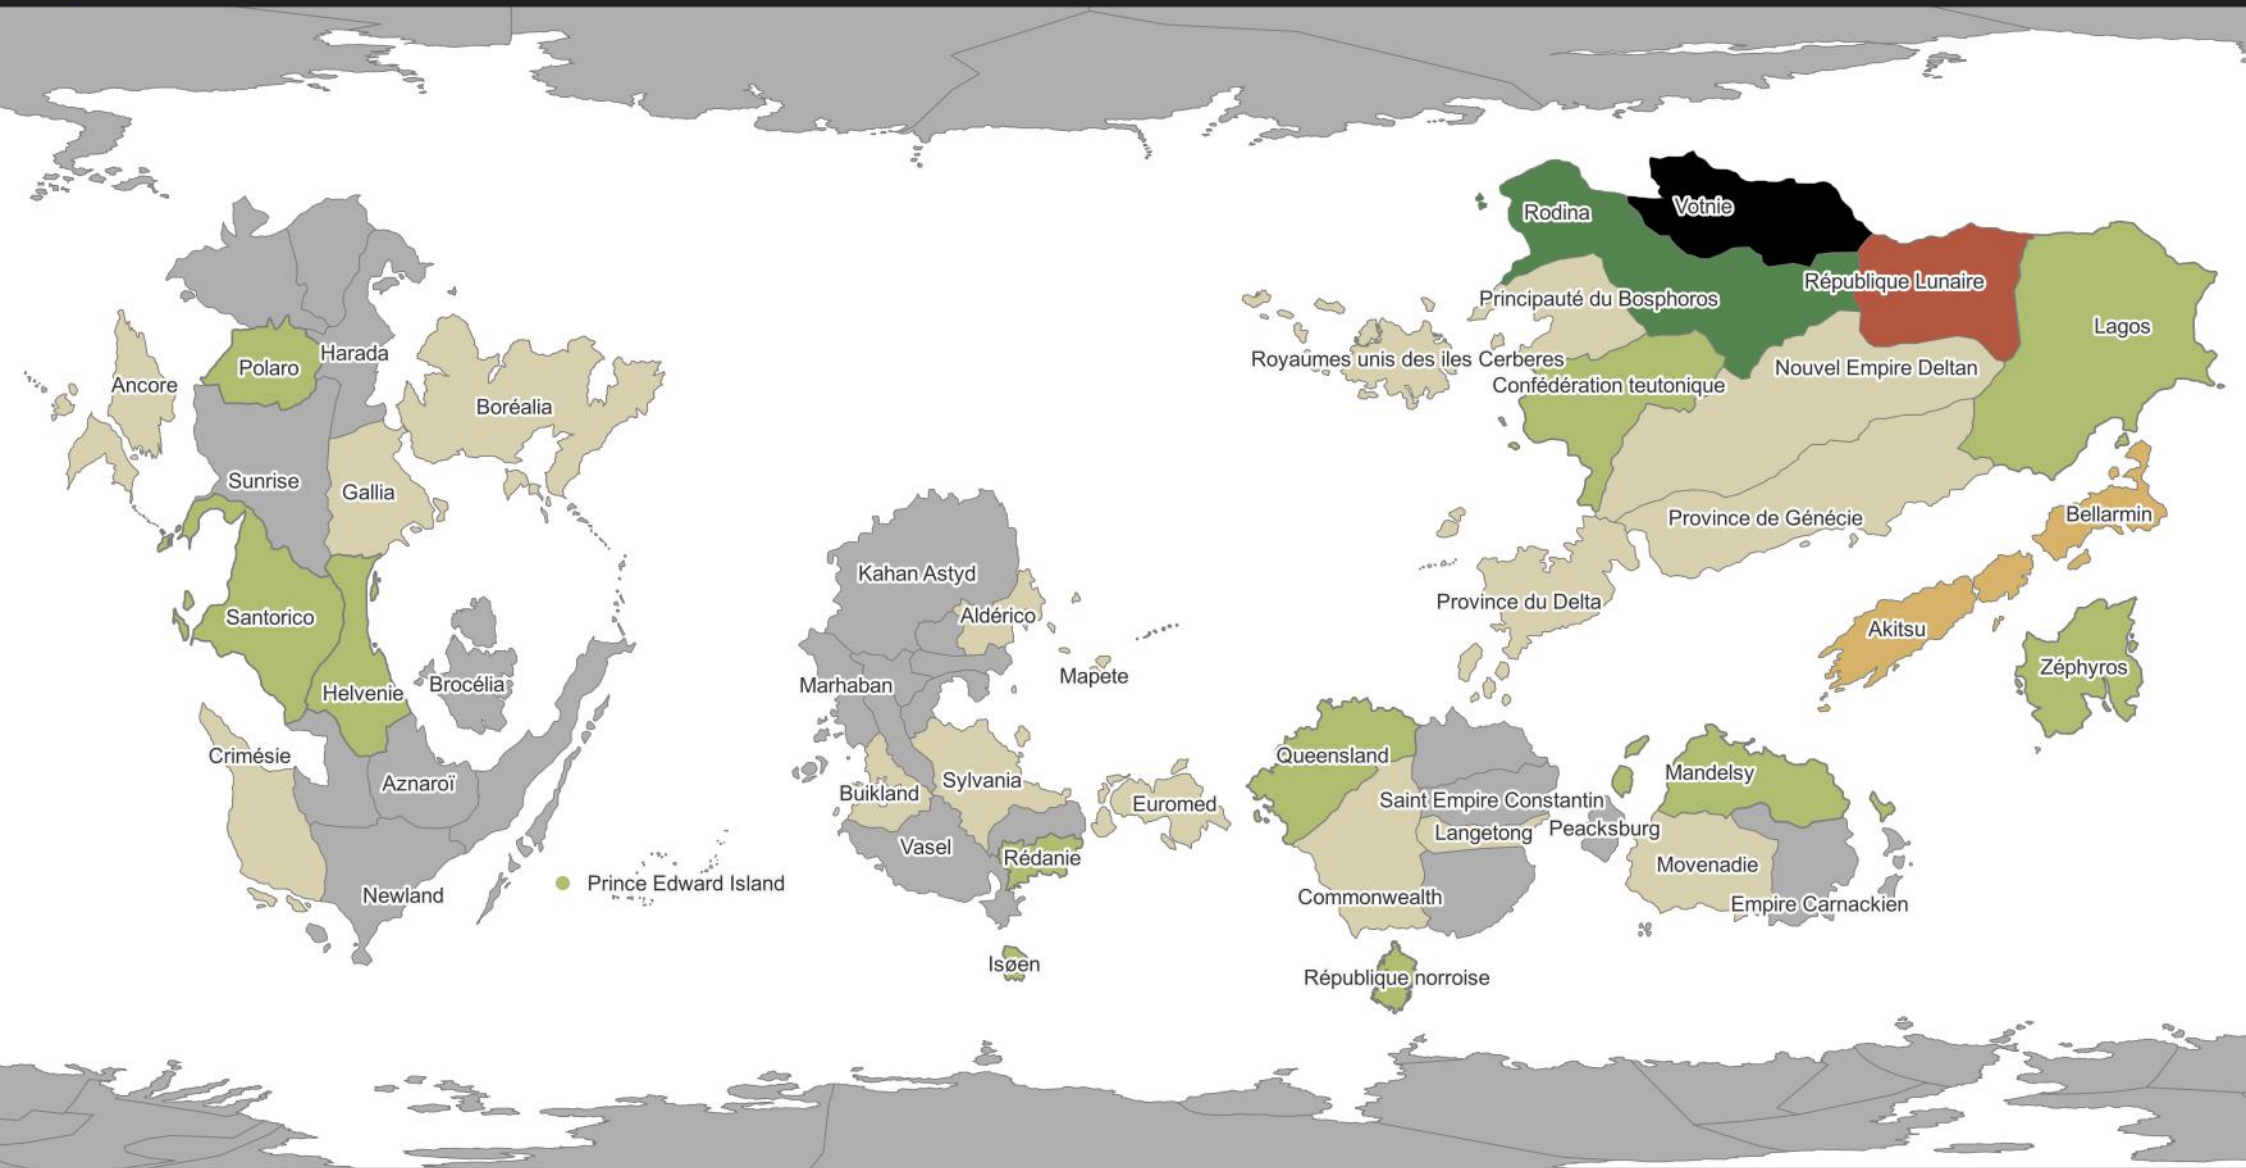 Votnie
Rodina
République Lunaire
Principauté du Bosphoros
Lagos
Harada
Polaro
Royaumes unis des iles Cerberes
Nouvel Empire Deltan
Ancore
Confédération teutonique
Boréalia
Sunrise
Gallia
Bellarmin
Province de Génécie
Kahan Astyd
Province du Delta
Aldérico
Santorico
Akitsu
Zéphyros
Mapete
Brocélia
Marhaban
Helvenie
Crimésie
Queensland
Mandelsy
Sylvania
Aznaroï
Buikland
Saint Empire Constantin
Euromed
Peacksburg
Langetong
Vasel
Rédanie
Movenadie
Prince Edward Island
Newland
Commonwealth
Empire Carnackien
Isøen
République norroise